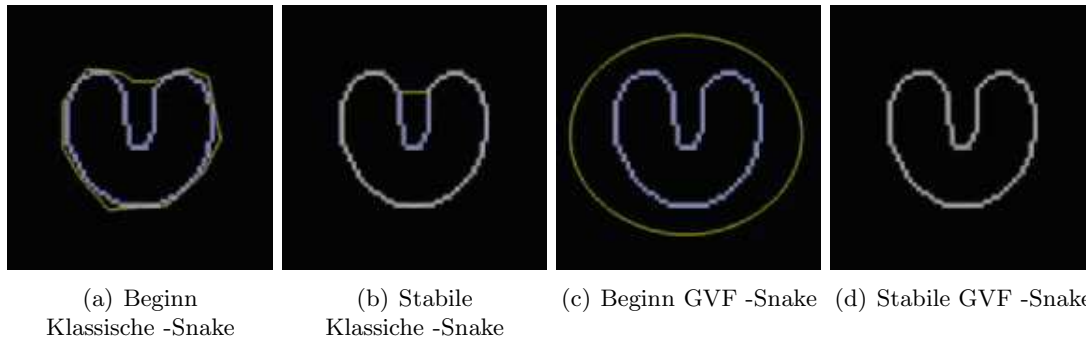 (a) Beginn
Klassische -Snake
(b) Stabile
Klassiche -Snake
(c) Beginn GVF -Snake
(d) Stabile GVF -Snake